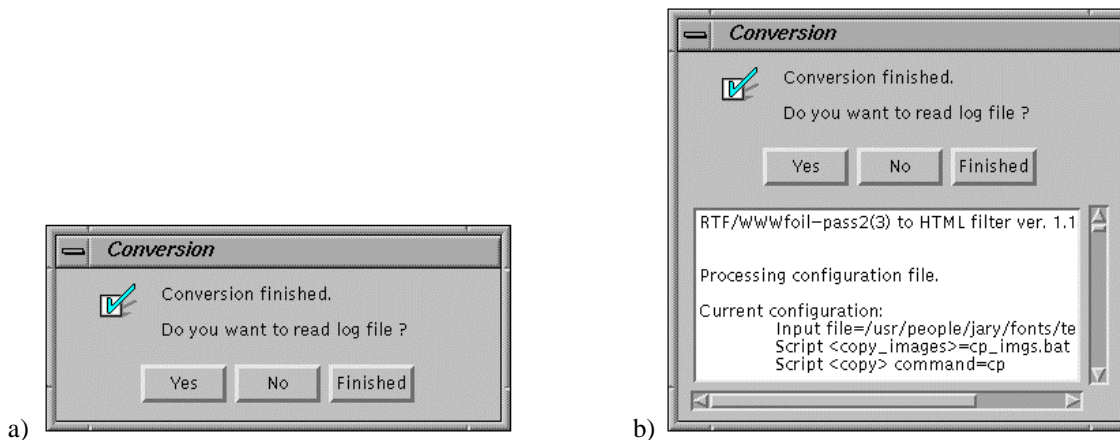 Conversion
Conversion finished.
Do you want to read log file ?
Yes No Finished
a)
Conversion
Conversion finished.
Do you want to read log file ?
Yes No Finished
RTF/WWWfoil-pass2(3) to HTML filter ver. 1.1
Processing configuration file.
Current configuration:
Input file=/usr/people/jary/fonts/te
Script <copy_images>=cp_imgs.bat
Script <copy> command=cp
b)